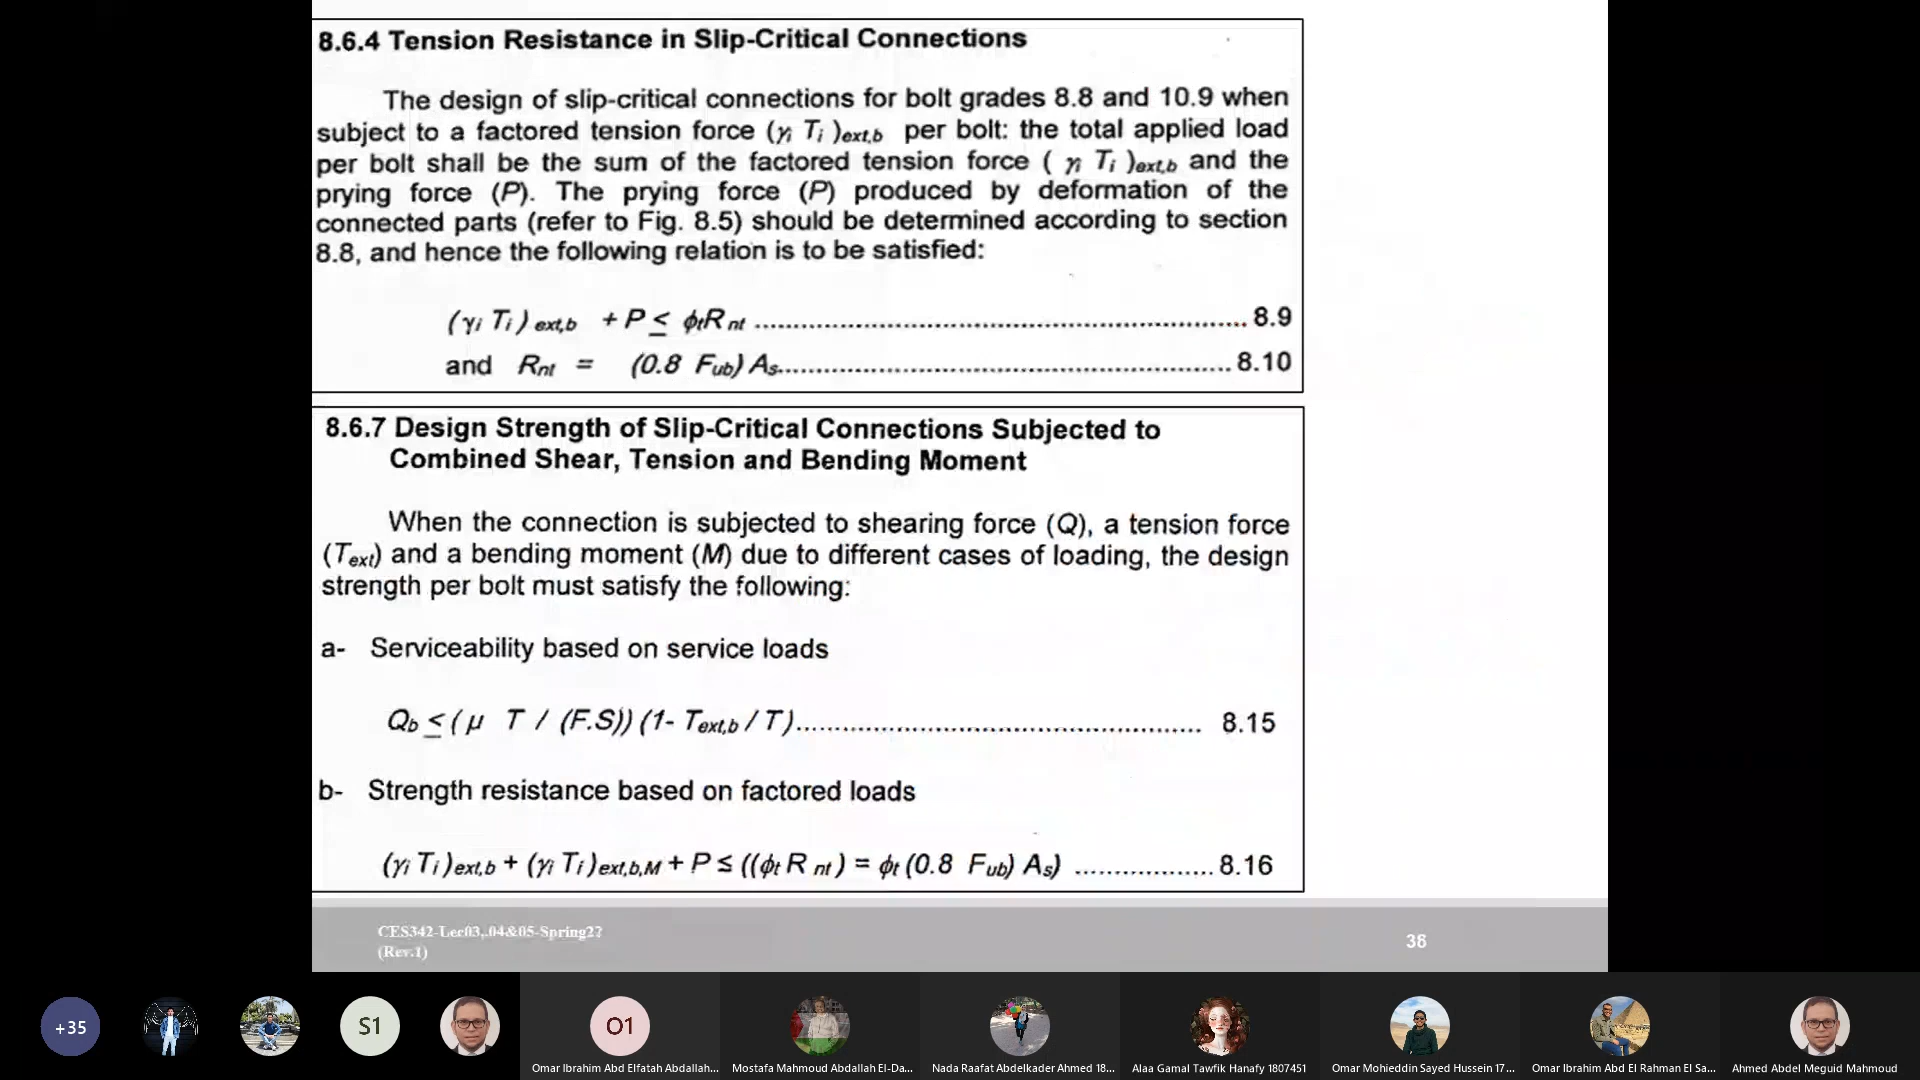 8.6.4 Tension Resistance in Slip-Critical Connections
The design of slip-critical connections for bolt grades 8.8 and 10.9 when
subject to a factored tension force (γi Ti )ext,b per bolt: the total applied load
per bolt shall be the sum of the factored tension force ( γi Ti )ext,b and the
prying force (P). The prying force (P) produced by deformation of the
connected parts (refer to Fig. 8.5) should be determined according to section
8.8, and hence the following relation is to be satisfied:
(γi Ti ) ext,b + P ≤ ϕtR nt ........................ 8.9
and Rnt = (0.8 Fub) As........................ 8.10
8.6.7 Design Strength of Slip-Critical Connections Subjected to
Combined Shear, Tension and Bending Moment
When the connection is subjected to shearing force (Q), a tension force
(Text) and a bending moment (M) due to different cases of loading, the design
strength per bolt must satisfy the following:
a- Serviceability based on service loads
Qb ≤ ( μ T / (F.S)) (1- Text,b / T)........................ 8.15
b- Strength resistance based on factored loads
(γi Ti )ext,b + (γi Ti )ext,b,M + P ≤ ((ϕt R nt ) = ϕt (0.8 Fub) As) ................. 8.16
CES342-Lec03,.04&05-Spring22
(Rev.1)
38
+35
S1
O1
Omar Ibrahim Abd Elfatah Abdallah...
Mostafa Mahmoud Abdallah El-Da...
Nada Raafat Abdelkader Ahmed 18...
Alaa Gamal Tawfik Hanafy 1807451
Omar Mohieddin Sayed Hussein 17...
Omar Ibrahim Abd El Rahman El Sa...
Ahmed Abdel Meguid Mahmoud